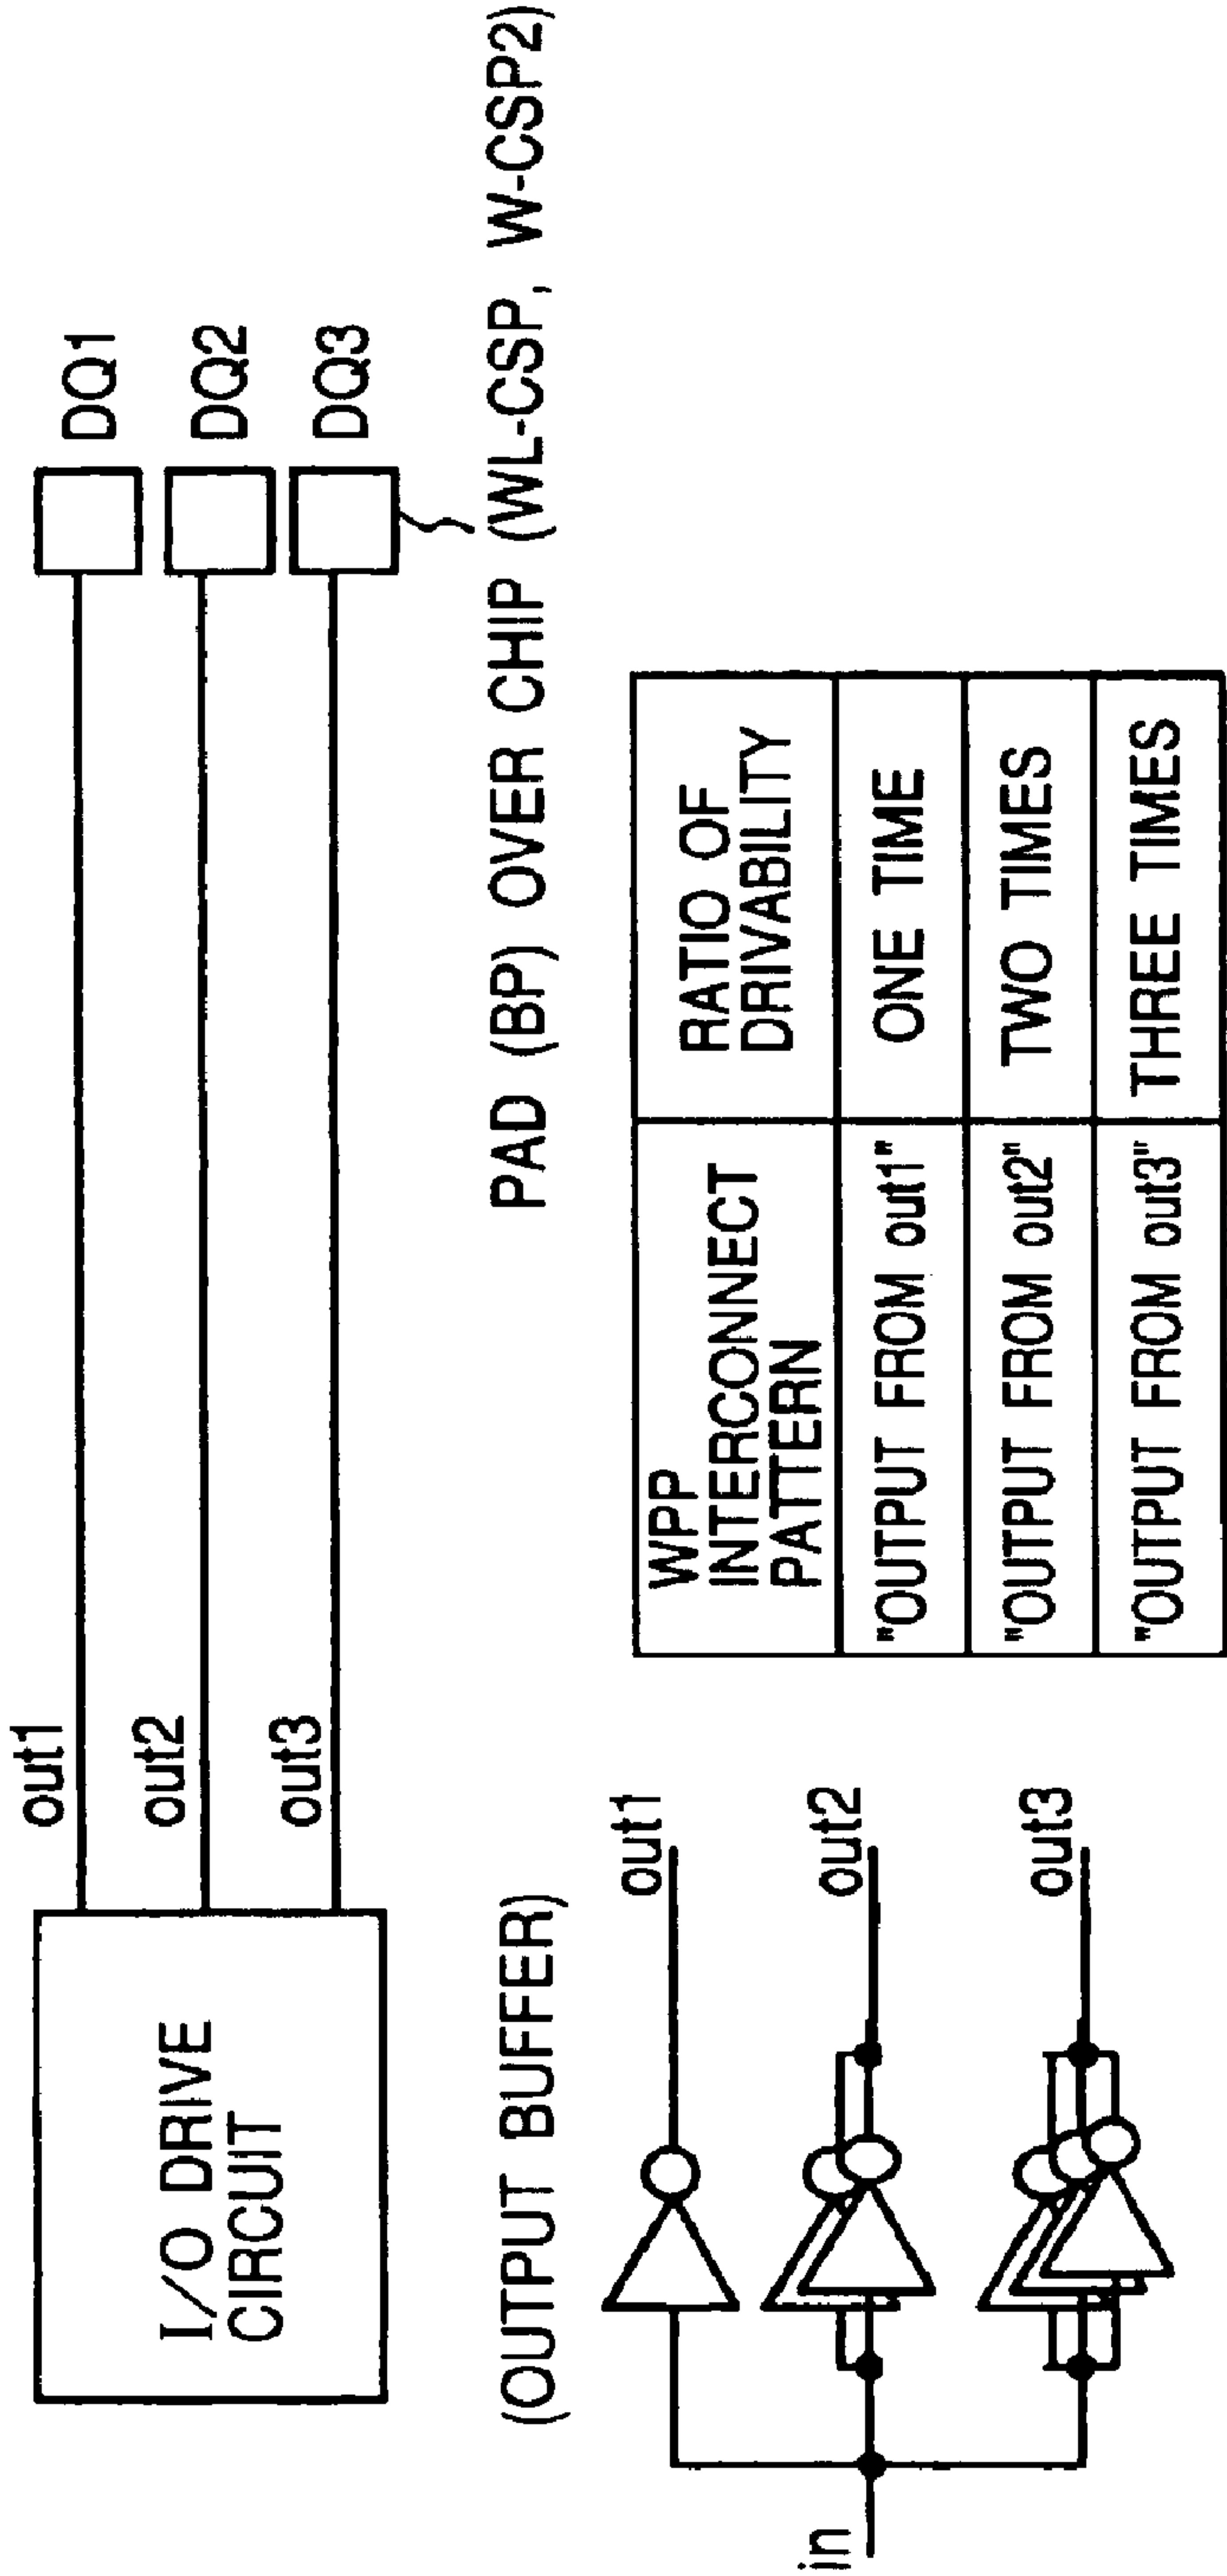 out1
out2
out3
I/O DRIVE
CIRCUIT
DQ1
DQ2
DQ3
PAD (BP) OVER CHIP (WL-CSP, W-CSP2)
(OUTPUT BUFFER)
in
out1
out2
out3
WPP
INTERCONNECT
PATTERN
RATIO OF
DRIVABILITY
"OUTPUT FROM out1"
ONE TIME
"OUTPUT FROM out2"
TWO TIMES
"OUTPUT FROM out3"
THREE TIMES